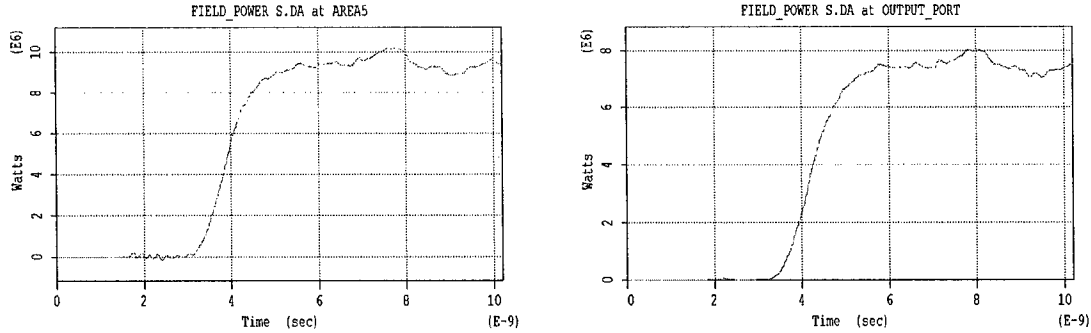 FIELD_POWER S.DA at AREA5
(E6)
10
8
6
4
2
0
Watts
0 2 4 6 8 10
Time (sec) (E-9)
FIELD_POWER S.DA at OUTPUT_PORT
(E6)
8
6
4
2
0
Watts
0 2 4 6 8 10
Time (sec) (E-9)